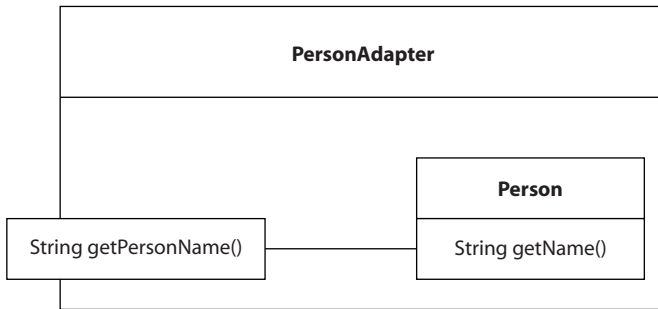 PersonAdapter
Person
String getPersonName()
String getName()